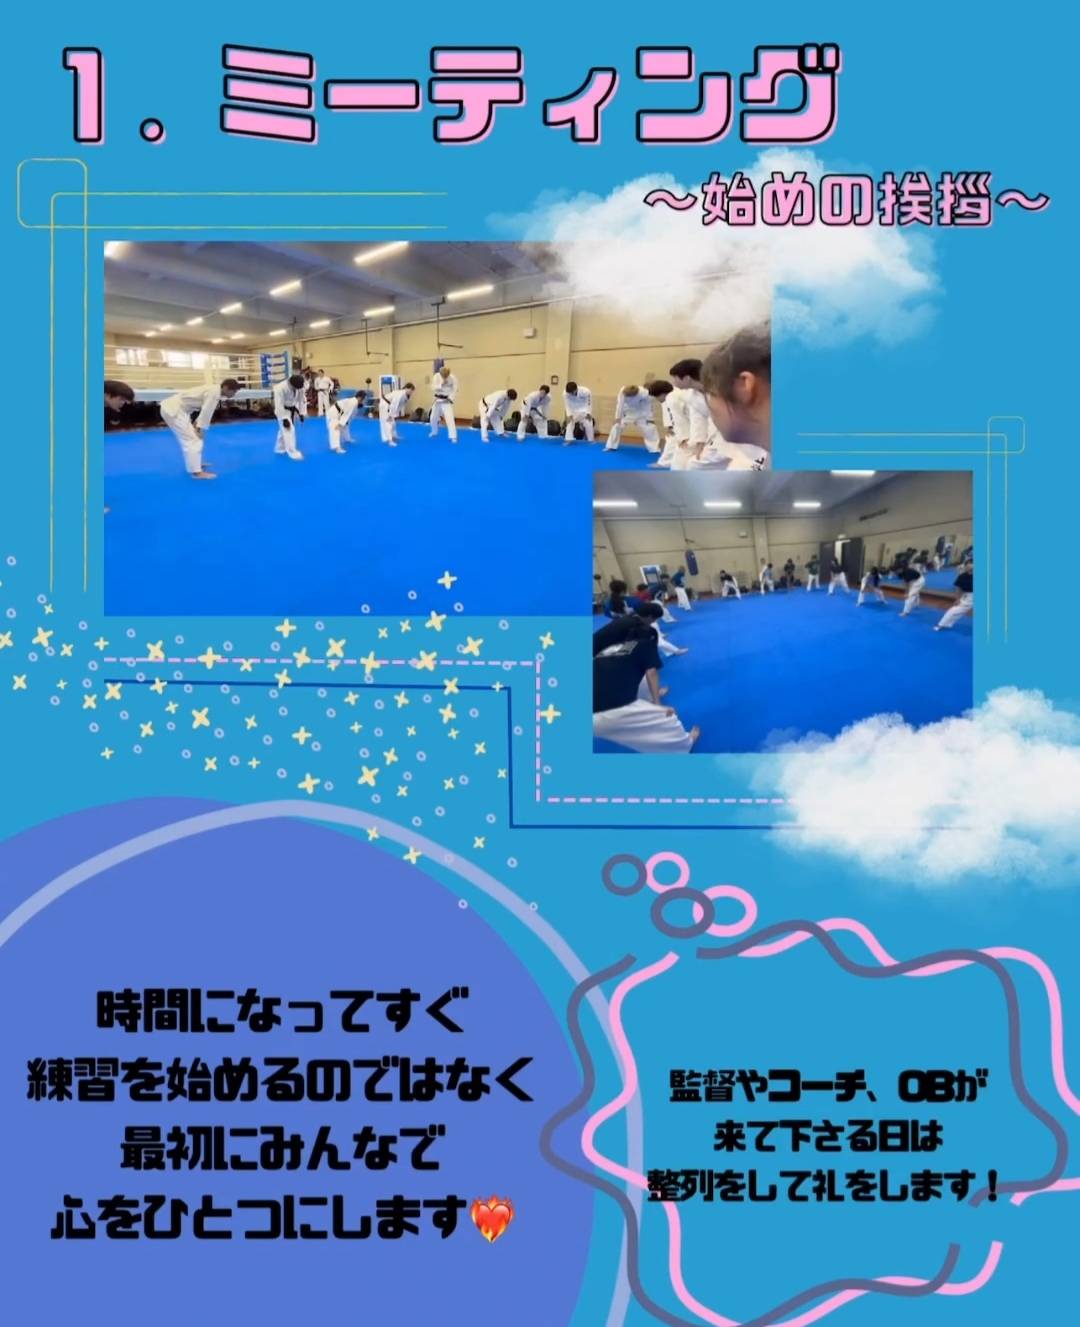 1. ミーティング
～始めの挨拶～
時間になってすぐ
練習を始めるのではなく
最初にみんなで
心をひとつにします❤️‍🔥
監督やコーチ、OBが
来て下さる日は
整列をして礼をします！